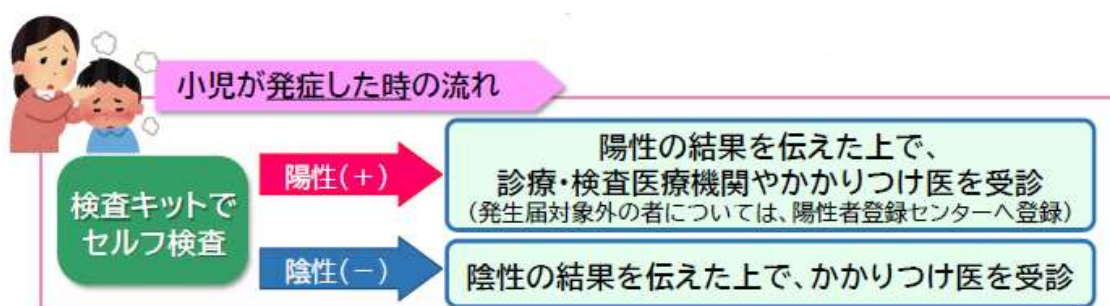 小児が発症した時の流れ
検査キットで
セルフ検査
陽性(+)
陽性の結果を伝えた上で、
診療・検査医療機関やかかりつけ医を受診
(発生届対象外の者については、陽性者登録センターへ登録)
陰性(-)
陰性の結果を伝えた上で、かかりつけ医を受診